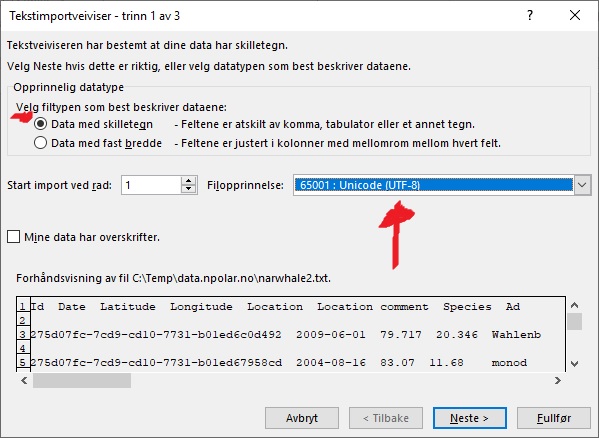 Tekstimportveiviser - trinn 1 av 3
Tekstveiviseren har bestemt at dine data har skilletegn.
Velg Neste hvis dette er riktig, eller velg datatypen som best beskriver dataene.
Opprinnelig datatype
Velg filtypen som best beskriver dataene:
Data med skilletegn - Feltene er atskilt av komma, tabulator eller et annet tegn.
Data med fast bredde - Feltene er justert i kolonner med mellomrom mellom hvert felt.
Start import ved rad: 1 Filopprinnelse: 65001 : Unicode (UTF-8)
Mine data har overskrifter.
Forhåndsvisning av fil C:\Temp\data.npolar.no\narwhale2.txt.
1 Id Date Latitude Longitude Location Location comment Species Ad
2
3 275d07fc-7cd9-cd10-7731-b01ed6c0d492 2009-06-01 79.717 20.346 Wahlenb
4
5 275d07fc-7cd9-cd10-7731-b01ed67958cd 2004-08-16 83.07 11.68 monod
Avbryt < Tilbake Neste > Fullfør